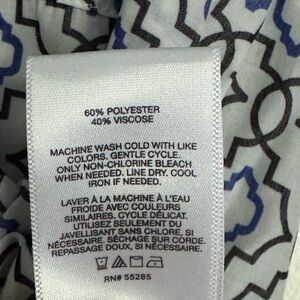 60% POLYESTER
40% VISCOSE
MACHINE WASH COLD WITH LIKE
COLORS. GENTLE CYCLE.
ONLY NON-CHLORINE BLEACH
WHEN NEEDED. LINE DRY. COOL
IRON IF NEEDED.
LAVER À LA MACHINE À L'EAU
FROIDE AVEC COULEURS
SIMILAIRES, CYCLE DÉLICAT.
UTILISEZ SEULEMENT DU
JAVELLISANT SANS CHLORE, SI
NÉCESSAIRE. SÉCHAGE SUR CORDE.
REPASSAGE DOUX, SI NÉCESSAIRE.
RN# 55285